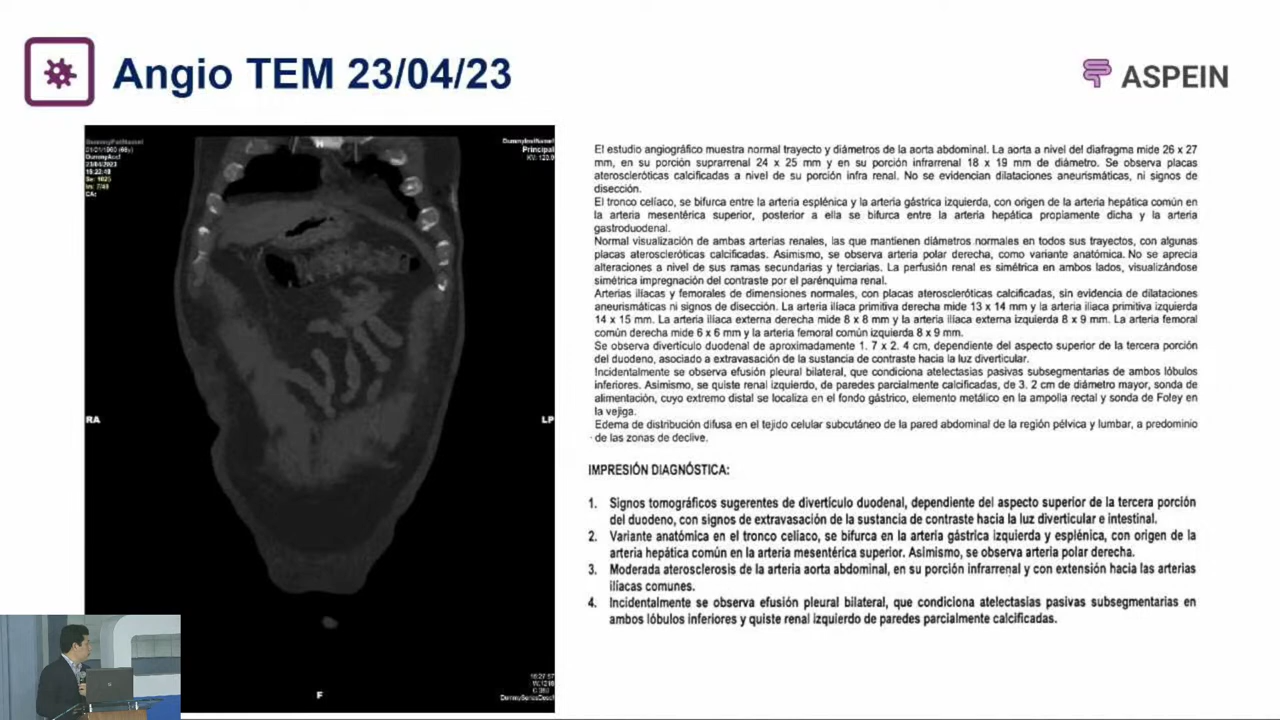 Angio TEM 23/04/23
ASPEIN
DummyPatName1
01/01/1960 (68y)
DummyAcc1
23/04/2023
CA:
H
DummyInstName1
Principal
RA
LP
F
DummySeriesDesc1
El estudio angiográfico muestra normal trayecto y diámetros de la aorta abdominal. La aorta a nivel del diafragma mide 26 x 27
mm, en su porción suprarrenal 24 x 25 mm y en su porción infrarrenal 18 x 19 mm de diámetro. Se observa placas
ateroscleróticas calcificadas a nivel de su porción infra renal. No se evidencian dilataciones aneurismáticas, ni signos de
disección.
El tronco celíaco, se bifurca entre la arteria esplénica y la arteria gástrica izquierda, con origen de la arteria hepática común en
la arteria mesentérica superior, posterior a ella se bifurca entre la arteria hepática propiamente dicha y la arteria
gastroduodenal.
Normal visualización de ambas arterias renales, las que mantienen diámetros normales en todos sus trayectos, con algunas
placas ateroscleróticas calcificadas. Asimismo, se observa arteria polar derecha, como variante anatómica. No se aprecia
alteraciones a nivel de sus ramas secundarias y terciarias. La perfusión renal es simétrica en ambos lados, visualizándose
simétrica impregnación del contraste por el parénquima renal.
Arterias ilíacas y femorales de dimensiones normales, con placas ateroscleróticas calcificadas, sin evidencia de dilataciones
aneurismáticas ni signos de disección. La arteria iliaca primitiva derecha mide 13 x 14 mm y la arteria iliaca primitiva izquierda
14 x 15 mm. La arteria iliaca externa derecha mide 8 x 8 mm y la arteria iliaca externa izquierda 8 x 9 mm. La arteria femoral
común derecha mide 6 x 6 mm y la arteria femoral común izquierda 8 x 9 mm.
Se observa divertículo duodenal de aproximadamente 1. 7 x 2. 4 cm, dependiente del aspecto superior de la tercera porción
del duodeno, asociado a extravasación de la sustancia de contraste hacia la luz diverticular.
Incidentalmente se observa efusión pleural bilateral, que condiciona atelectasias pasivas subsegmentarias de ambos lóbulos
inferiores. Asimismo, se quiste renal izquierdo, de paredes parcialmente calcificadas, de 3. 2 cm de diámetro mayor, sonda de
alimentación, cuyo extremo distal se localiza en el fondo gástrico, elemento metálico en la ampolla rectal y sonda de Foley en
la vejiga.
Edema de distribución difusa en el tejido celular subcutáneo de la pared abdominal de la región pélvica y lumbar, a predominio
de las zonas de declive.
IMPRESIÓN DIAGNÓSTICA:
1. Signos tomográficos sugerentes de divertículo duodenal, dependiente del aspecto superior de la tercera porción
del duodeno, con signos de extravasación de la sustancia de contraste hacia la luz diverticular e intestinal.
2. Variante anatómica en el tronco celiaco, se bifurca en la arteria gástrica izquierda y esplénica, con origen de la
arteria hepática común en la arteria mesentérica superior. Asimismo, se observa arteria polar derecha.
3. Moderada aterosclerosis de la arteria aorta abdominal, en su porción infrarrenal y con extensión hacia las arterias
ilíacas comunes.
4. Incidentalmente se observa efusión pleural bilateral, que condiciona atelectasias pasivas subsegmentarias en
ambos lóbulos inferiores y quiste renal izquierdo de paredes parcialmente calcificadas.